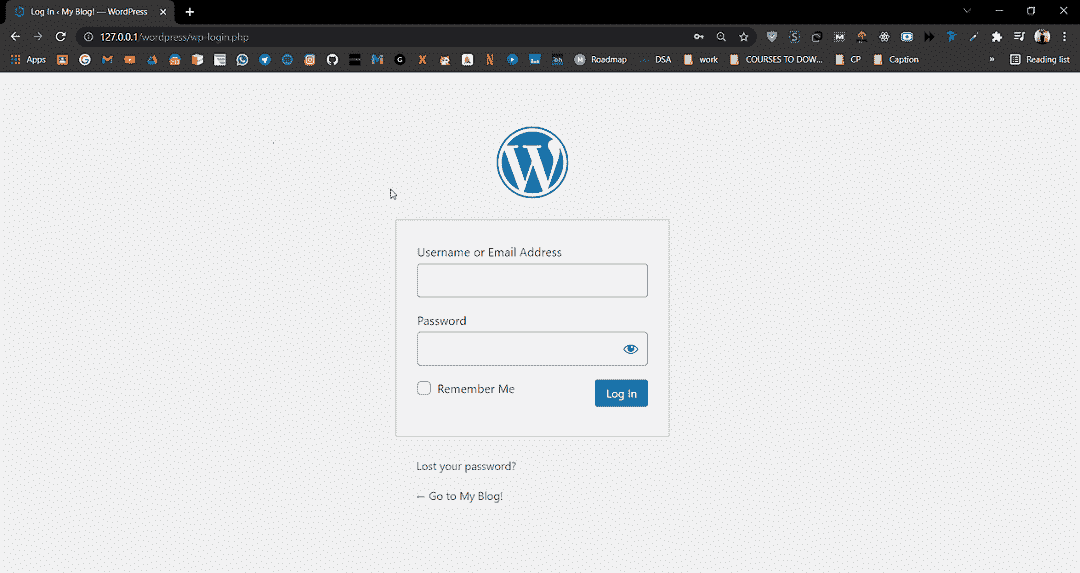 Log In ‹ My Blog! — WordPress
127.0.0.1/wordpress/wp-login.php
Apps
Roadmap
DSA
work
COURSES TO DOW...
CP
Caption
»
Reading list
Username or Email Address
Password
Remember Me
Log In
Lost your password?
← Go to My Blog!